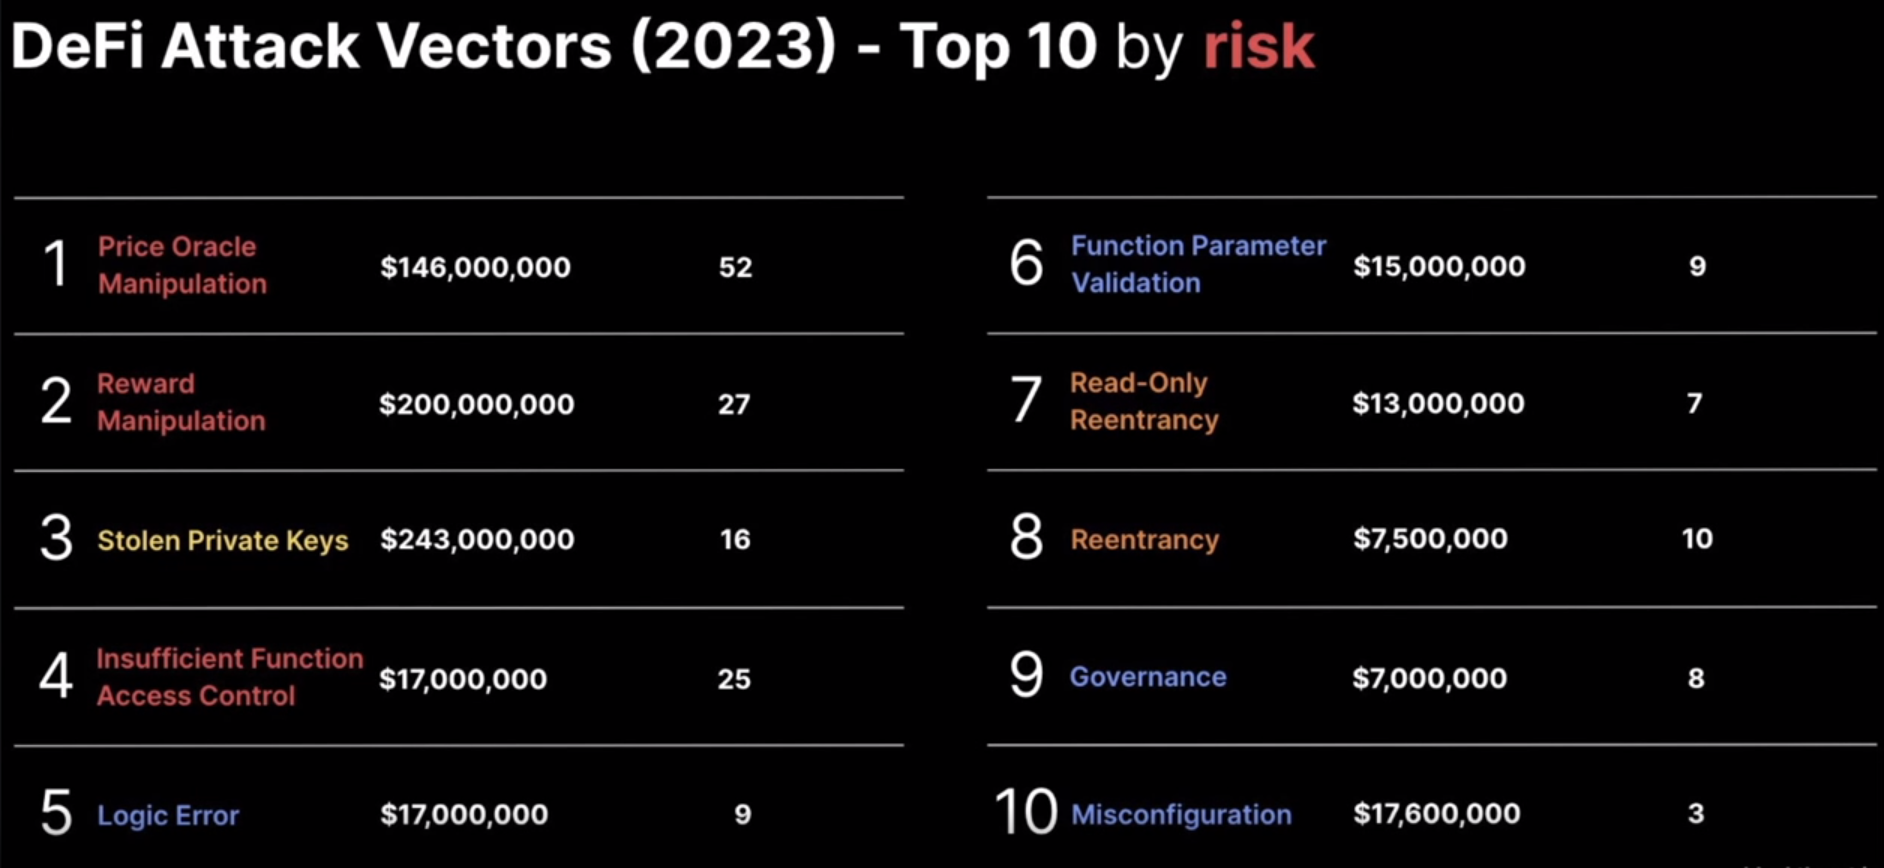 DeFi Attack Vectors (2023) - Top 10 by risk
1
Price Oracle
Manipulation
$146,000,000
52
2
Reward
Manipulation
$200,000,000
27
3
Stolen Private Keys
$243,000,000
16
4
Insufficient Function
Access Control
$17,000,000
25
5
Logic Error
$17,000,000
9
6
Function Parameter
Validation
$15,000,000
9
7
Read-Only
Reentrancy
$13,000,000
7
8
Reentrancy
$7,500,000
10
9
Governance
$7,000,000
8
10
Misconfiguration
$17,600,000
3